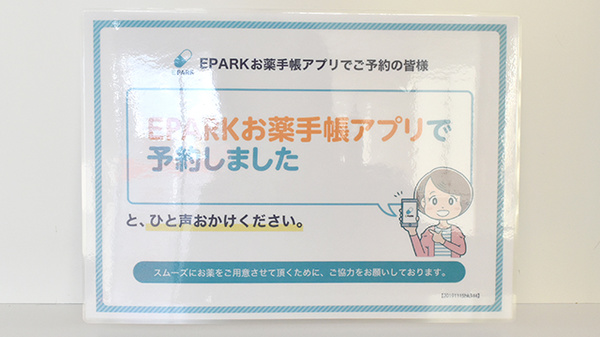 EPARK
EPARKお薬手帳アプリでご予約の皆様
EPARKお薬手帳アプリで
予約しました
と、ひと声おかけください。
スムーズにお薬をご用意させて頂くために、ご協力をお願いしております。